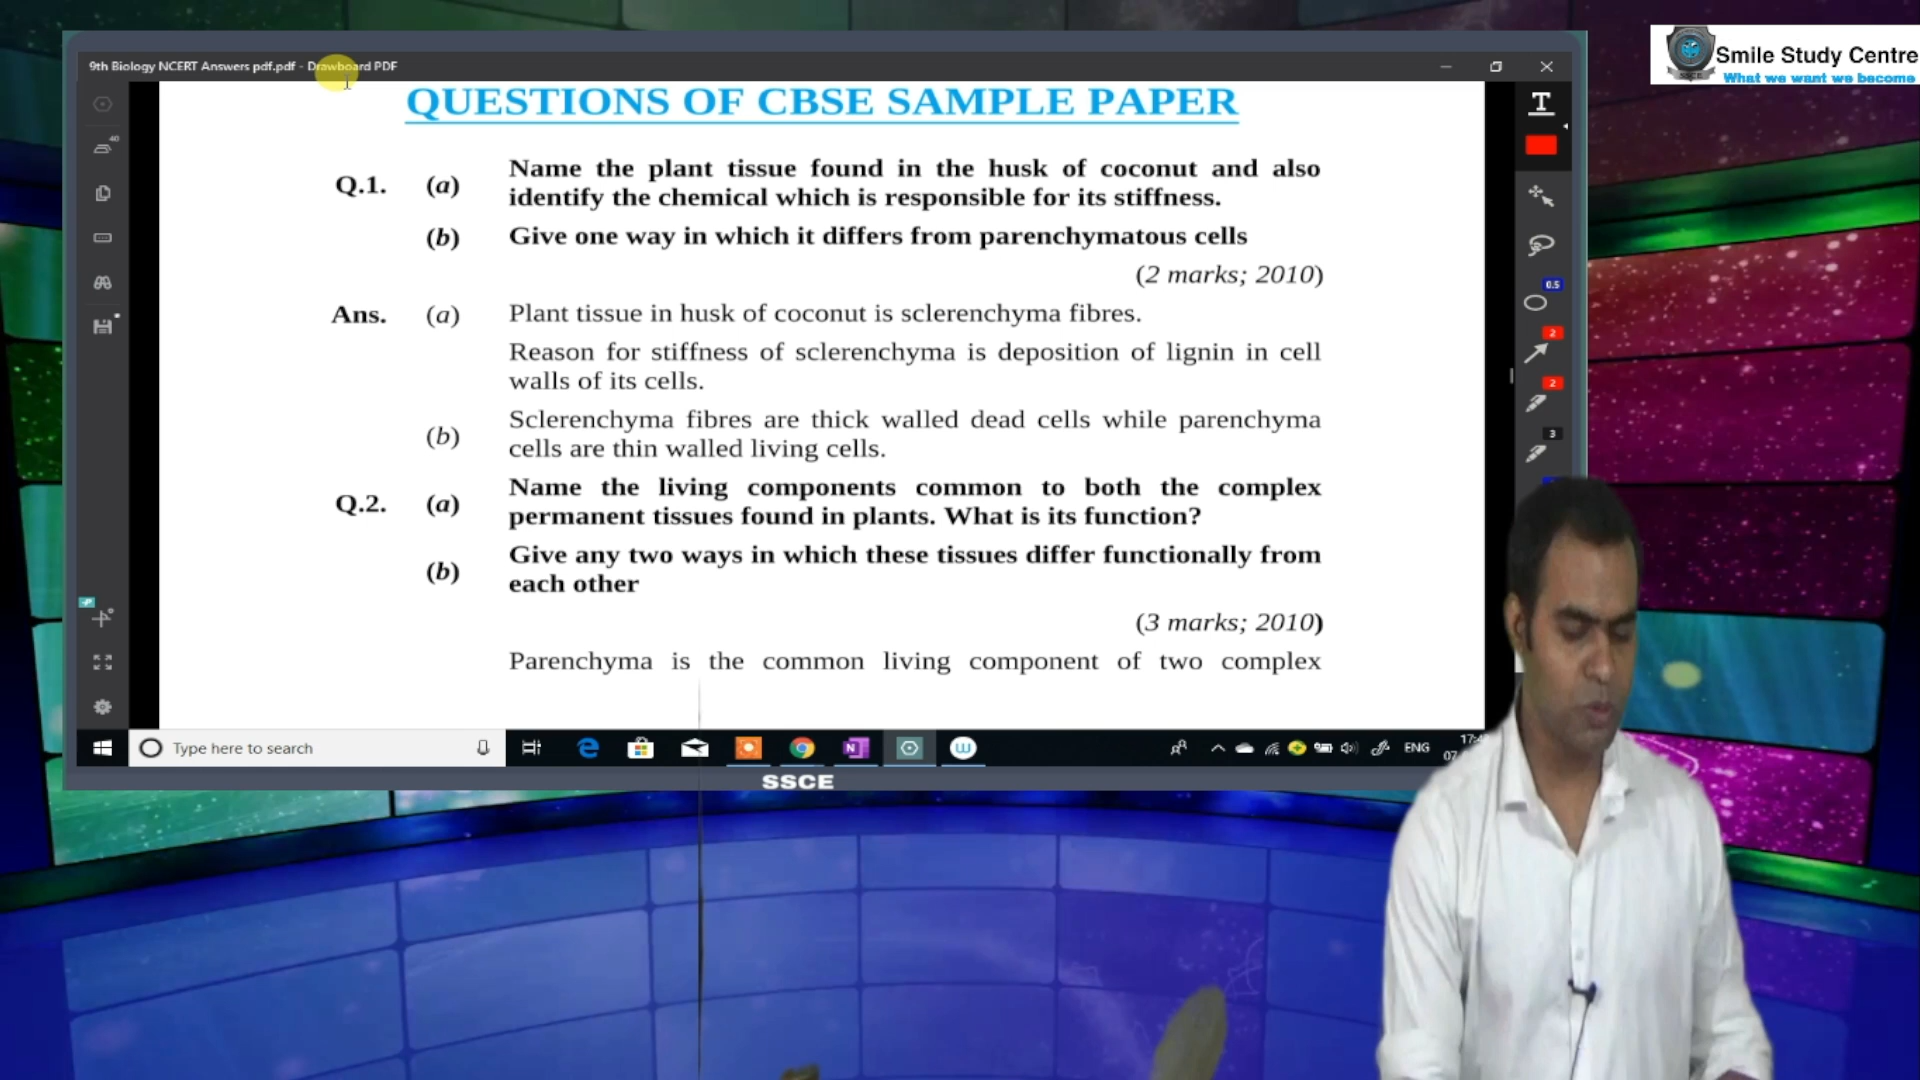 Smile Study Centre
What we want we become
9th Biology NCERT Answers pdf.pdf - Drawboard PDF
QUESTIONS OF CBSE SAMPLE PAPER
Q.1. (a) Name the plant tissue found in the husk of coconut and also
identify the chemical which is responsible for its stiffness.
(b) Give one way in which it differs from parenchymatous cells
(2 marks; 2010)
Ans. (a) Plant tissue in husk of coconut is sclerenchyma fibres.
Reason for stiffness of sclerenchyma is deposition of lignin in cell
walls of its cells.
(b) Sclerenchyma fibres are thick walled dead cells while parenchyma
cells are thin walled living cells.
Q.2. (a) Name the living components common to both the complex
permanent tissues found in plants. What is its function?
(b) Give any two ways in which these tissues differ functionally from
each other
(3 marks; 2010)
Parenchyma is the common living component of two complex
40
T
0.5
2
2
3
Type here to search
ENG
SSCE